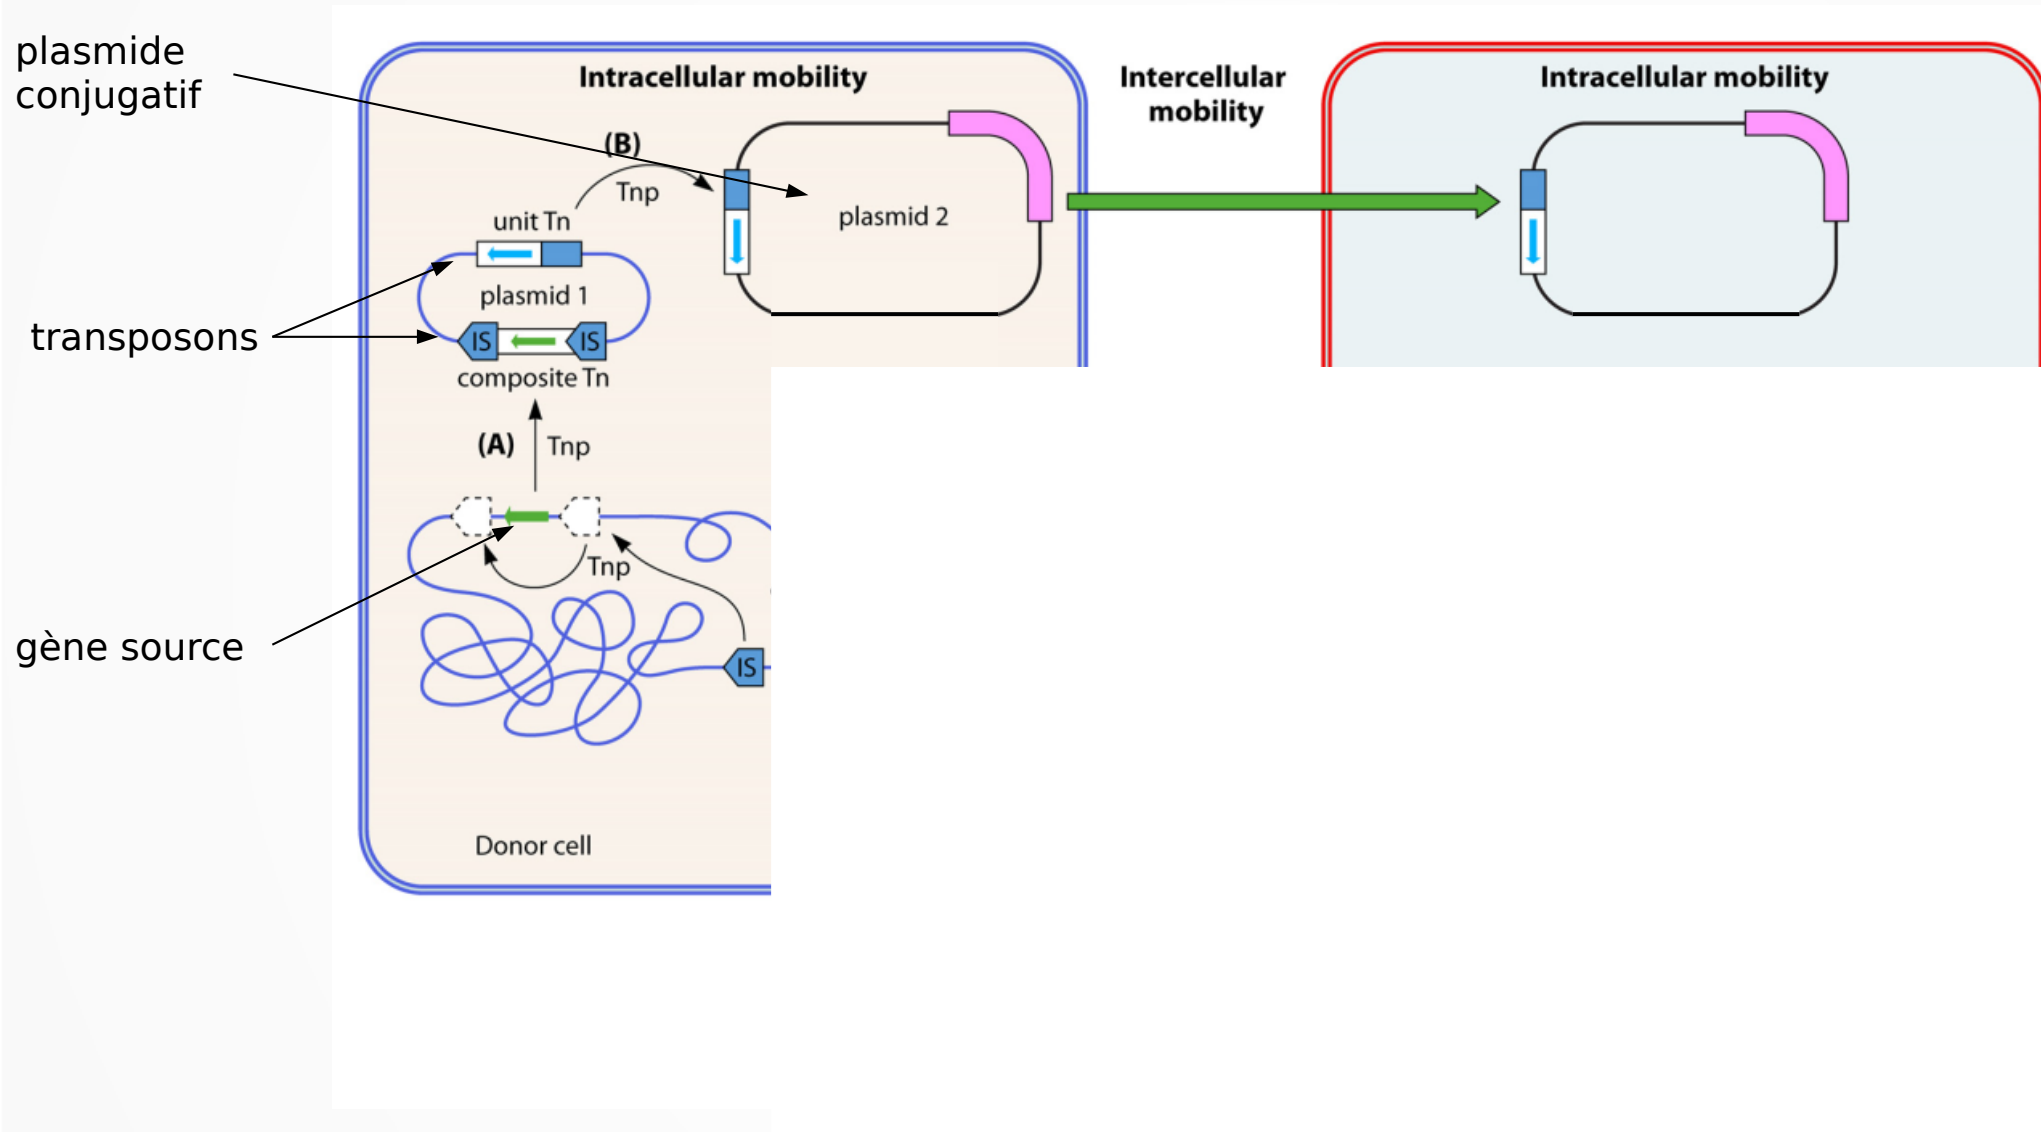 plasmide
conjugatif
Intracellular mobility
Intercellular
mobility
Intracellular mobility
(B)
Tnp
unit Tn
plasmid 2
plasmid 1
transposons
IS
IS
composite Tn
(A)
Tnp
Tnp
gène source
IS
Donor cell